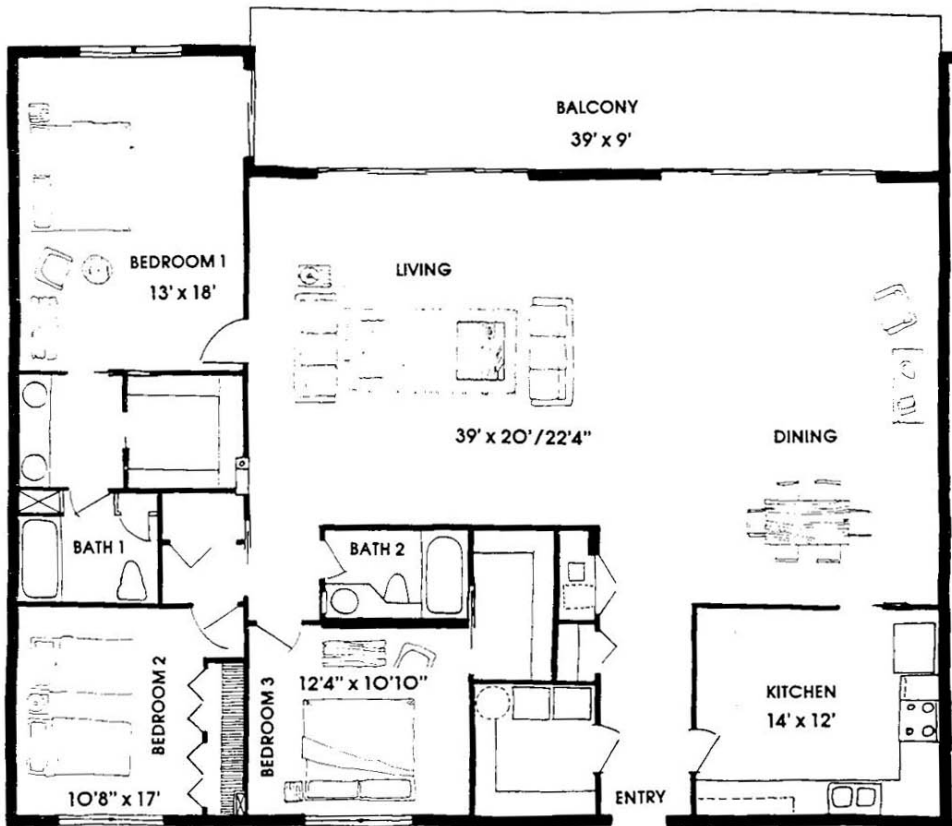 BALCONY
39' x 9'
BEDROOM 1
13' x 18'
LIVING
39' x 20'/22'4"
DINING
BATH 1
BATH 2
BEDROOM 2
10'8" x 17'
BEDROOM 3
12'4" x 10'10"
KITCHEN
14' x 12'
ENTRY